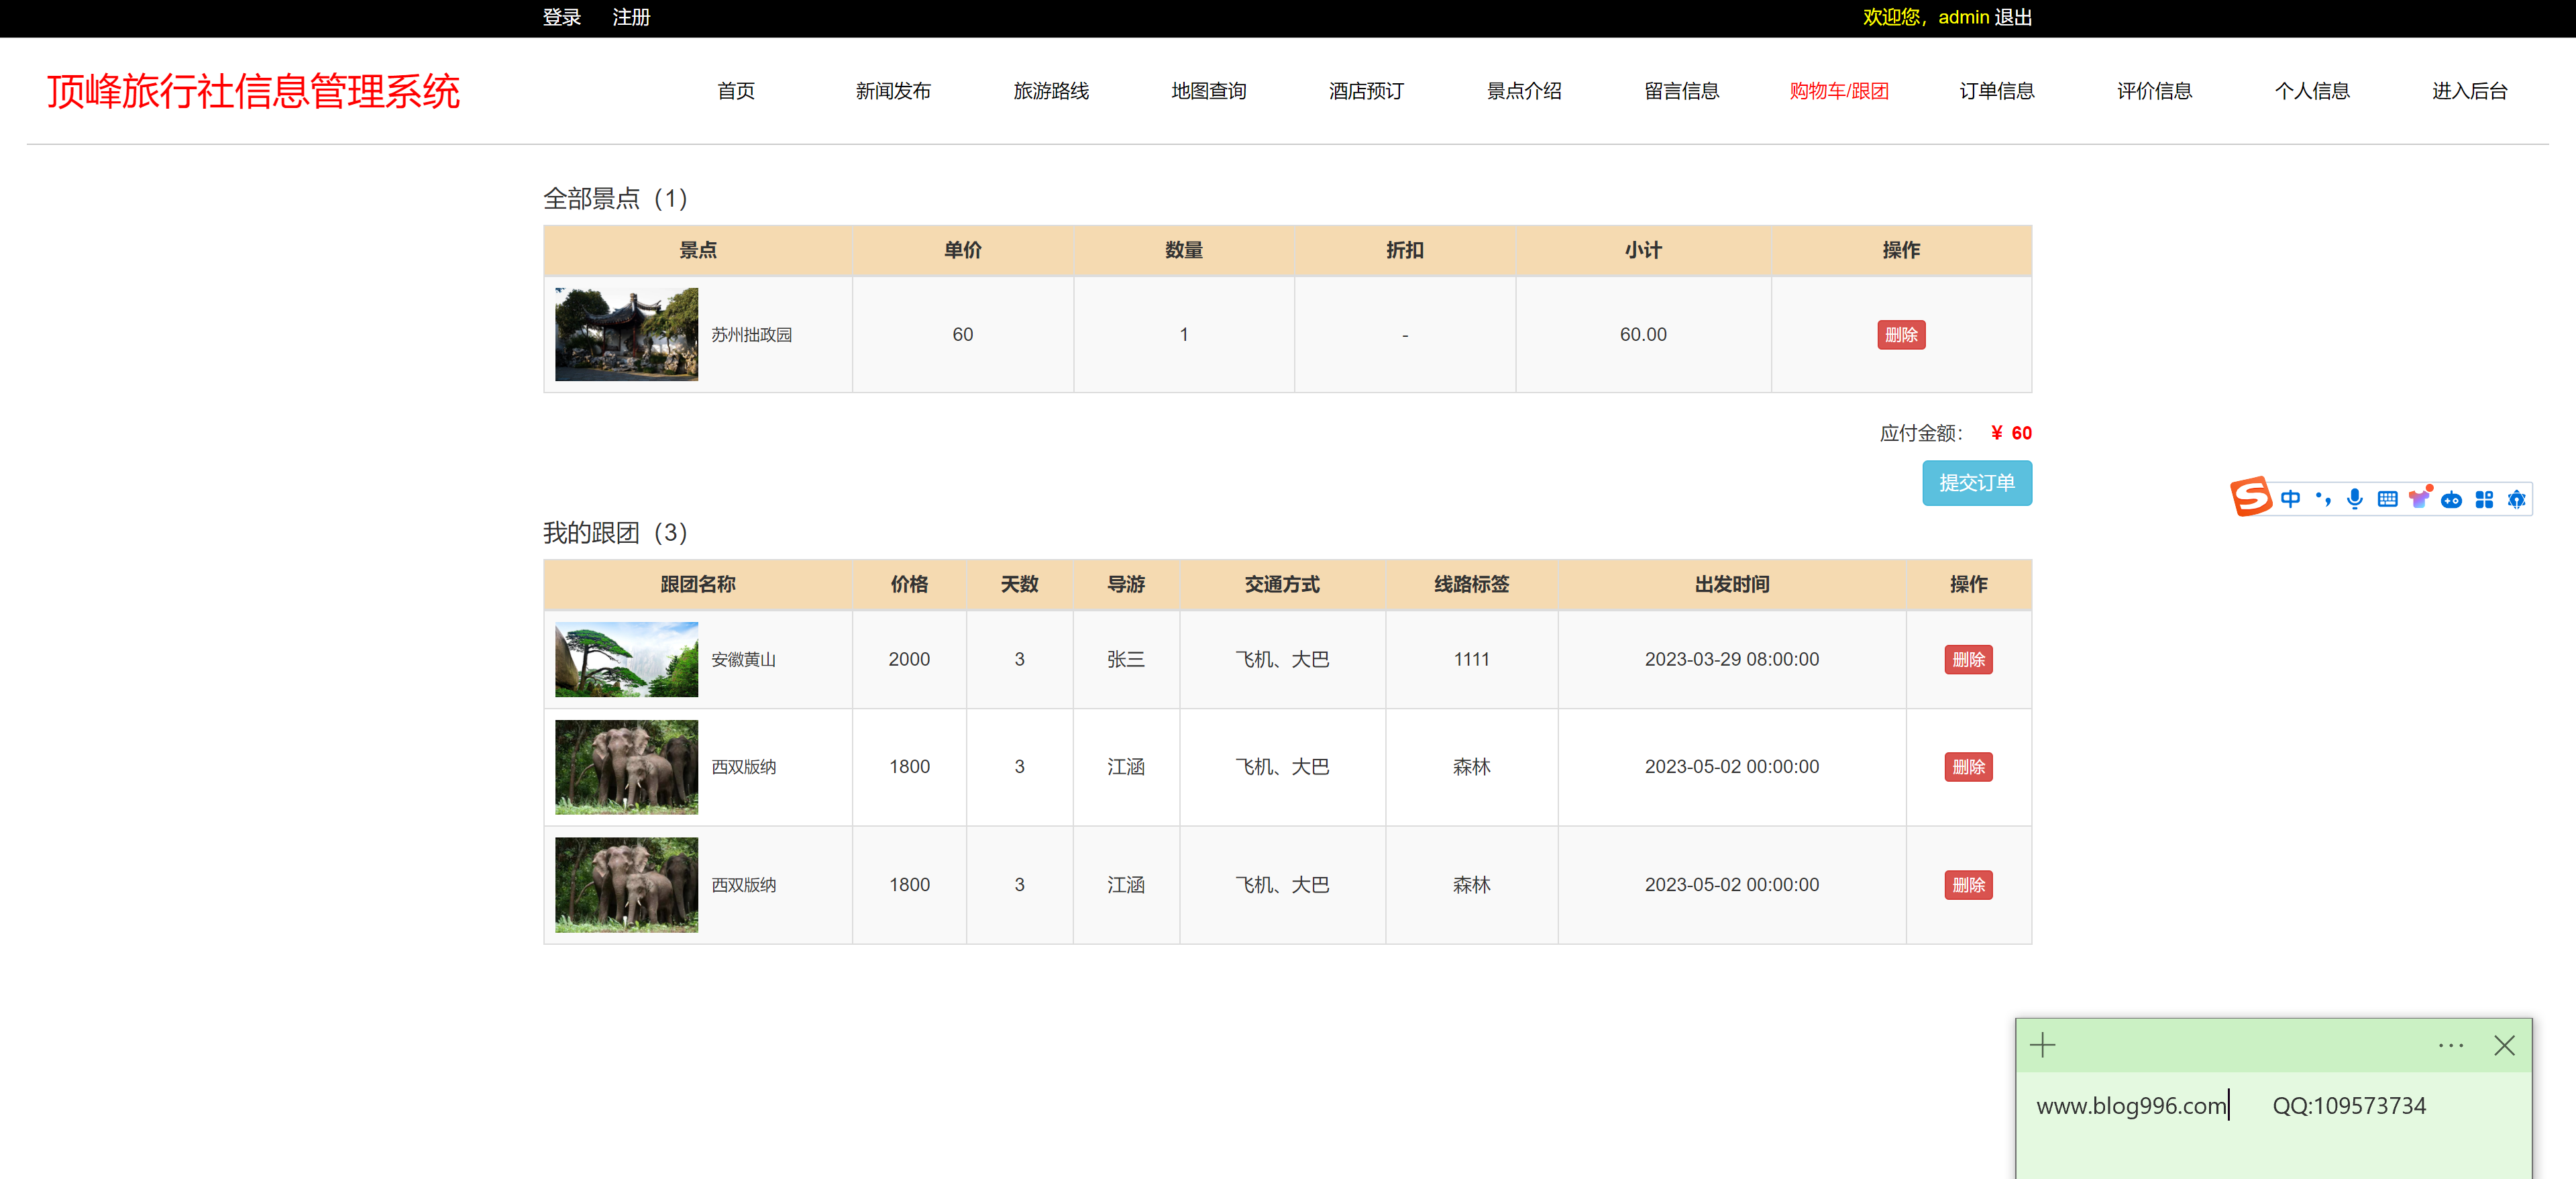 登录 注册 欢迎您，admin 退出
顶峰旅行社信息管理系统 首页 新闻发布 旅游路线 地图查询 酒店预订 景点介绍 留言信息 购物车/跟团 订单信息 评价信息 个人信息 进入后台
全部景点（1）
景点 单价 数量 折扣 小计 操作
苏州拙政园 60 1 - 60.00 删除
应付金额： ¥ 60
提交订单
中
我的跟团（3）
跟团名称 价格 天数 导游 交通方式 线路标签 出发时间 操作
安徽黄山 2000 3 张三 飞机、大巴 1111 2023-03-29 08:00:00 删除
西双版纳 1800 3 江涵 飞机、大巴 森林 2023-05-02 00:00:00 删除
西双版纳 1800 3 江涵 飞机、大巴 森林 2023-05-02 00:00:00 删除
www.blog996.com QQ:109573734